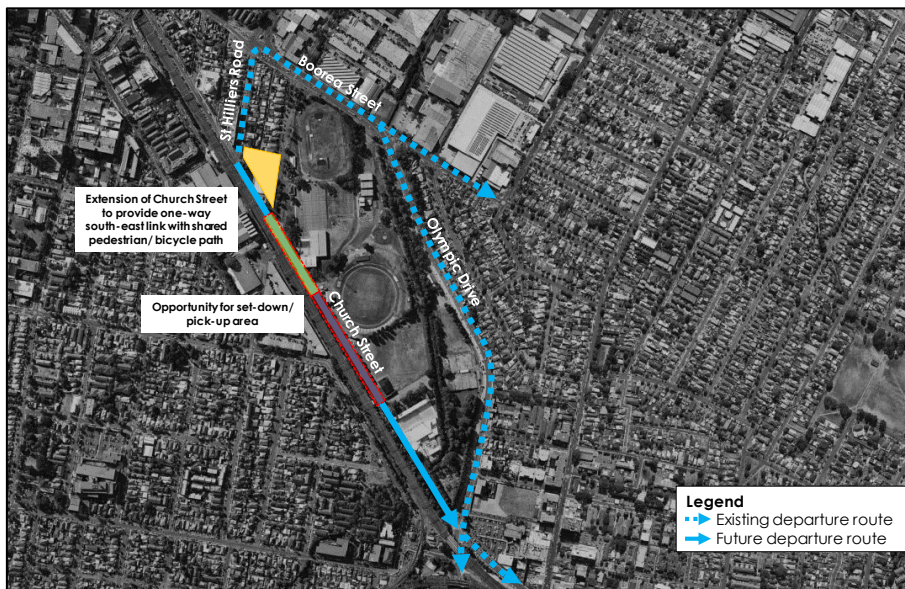 St Hilliers Road
Boorea Street
Extension of Church Street
to provide one-way
south-east link with shared
pedestrian/ bicycle path
Olympic Drive
Opportunity for set-down/
pick-up area
Church Street
Legend
Existing departure route
Future departure route